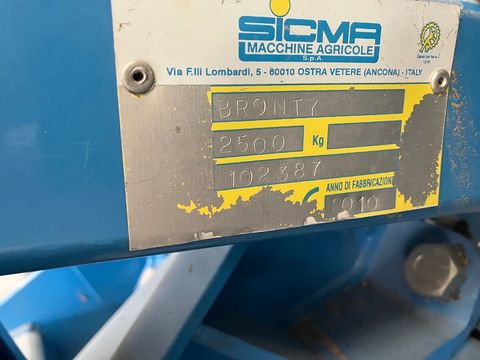 SICMA
MACCHINE AGRICOLE
S.p.A.
Via F.lli Lombardi, 5 - 60010 OSTRA VETERE (ANCONA) - ITALY
BRONTY
2500 Kg
102387
ANNO DI FABBRICAZIONE
2010